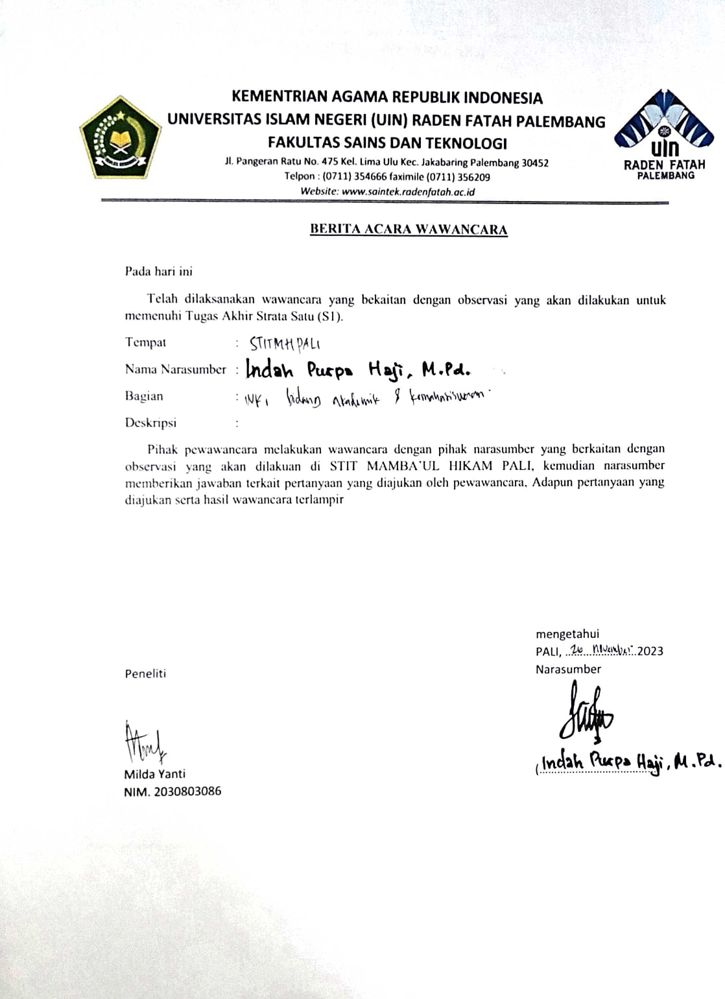 KEMENTRIAN AGAMA REPUBLIK INDONESIA
UNIVERSITAS ISLAM NEGERI (UIN) RADEN FATAH PALEMBANG
FAKULTAS SAINS DAN TEKNOLOGI
Jl. Pangeran Ratu No. 475 Kel. Lima Ulu Kec. Jakabaring Palembang 30452
Telpon : (0711) 354666 faximile (0711) 356209
Website: www.saintek.radenfatah.ac.id
uin
RADEN FATAH
PALEMBANG
BERITA ACARA WAWANCARA
Pada hari ini
Telah dilaksanakan wawancara yang bekaitan dengan observasi yang akan dilakukan untuk
memenuhi Tugas Akhir Strata Satu (S1).
Tempat : STITMH PALI
Nama Narasumber : Indah Puspa Haji, M.Pd.
Bagian : bidang Akademik & kemahasiswaan.
Deskripsi :
Pihak pewawancara melakukan wawancara dengan pihak narasumber yang berkaitan dengan
observasi yang akan dilakuan di STIT MAMBA'UL HIKAM PALI, kemudian narasumber
memberikan jawaban terkait pertanyaan yang diajukan oleh pewawancara, Adapun pertanyaan yang
diajukan serta hasil wawancara terlampir
mengetahui
PALI, 26 November 2023
Narasumber
Peneliti
Indah Puspa Haji, M.Pd.
Milda Yanti
NIM. 2030803086